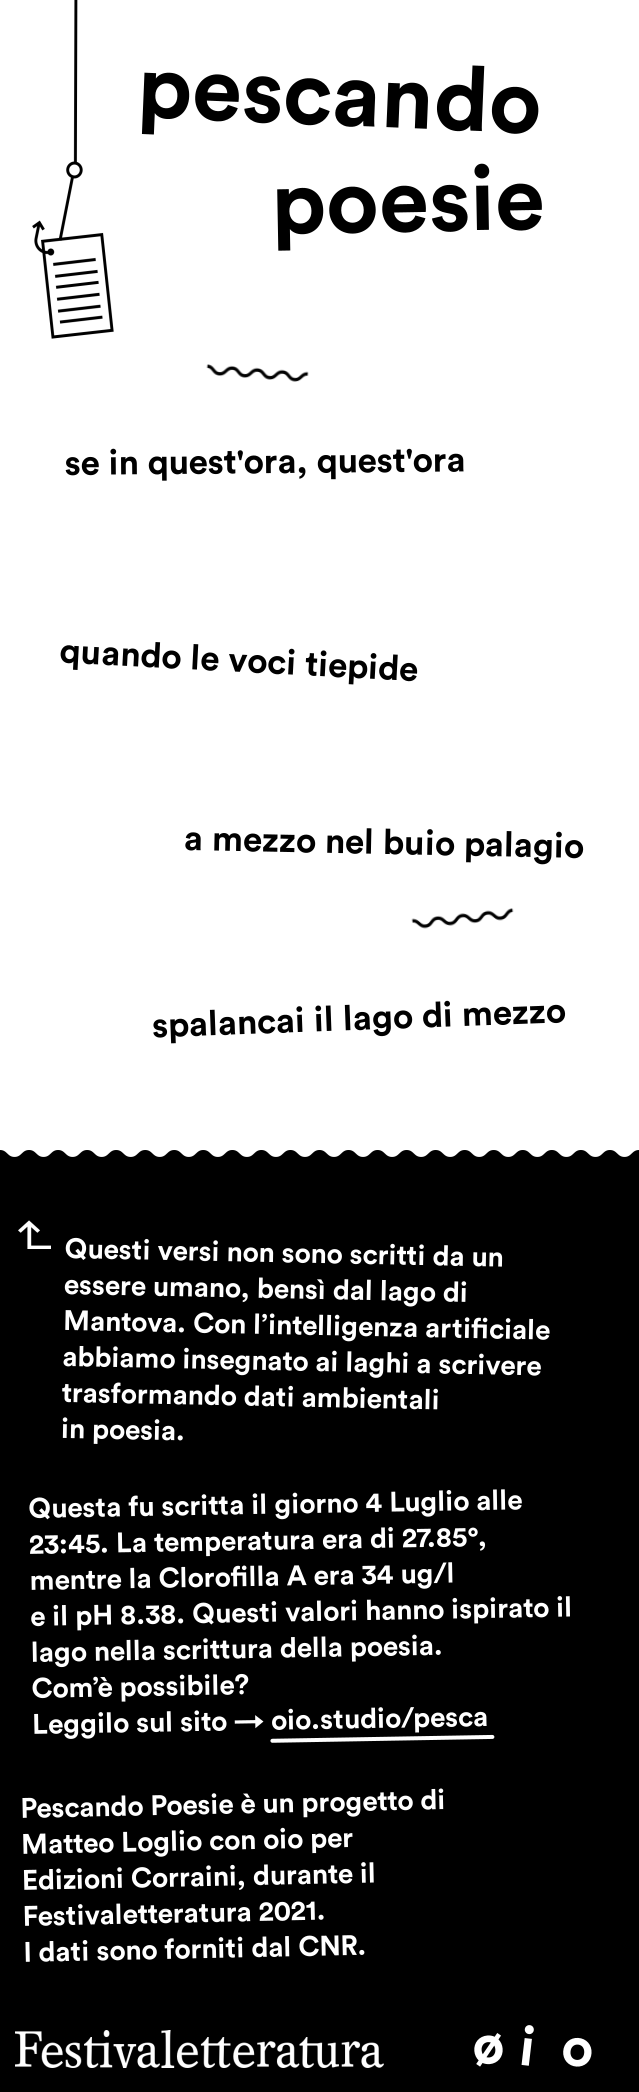 pescando
poesie
se in quest'ora, quest'ora
quando le voci tiepide
a mezzo nel buio palagio
spalancai il lago di mezzo
Questi versi non sono scritti da un
essere umano, bensì dal lago di
Mantova. Con l’intelligenza artificiale
abbiamo insegnato ai laghi a scrivere
trasformando dati ambientali
in poesia.
Questa fu scritta il giorno 4 Luglio alle
23:45. La temperatura era di 27.85°,
mentre la Clorofilla A era 34 ug/l
e il pH 8.38. Questi valori hanno ispirato il
lago nella scrittura della poesia.
Com’è possibile?
Leggilo sul sito → oio.studio/pesca
Pescando Poesie è un progetto di
Matteo Loglio con oio per
Edizioni Corraini, durante il
Festivaletteratura 2021.
I dati sono forniti dal CNR.
Festivaletteratura øio